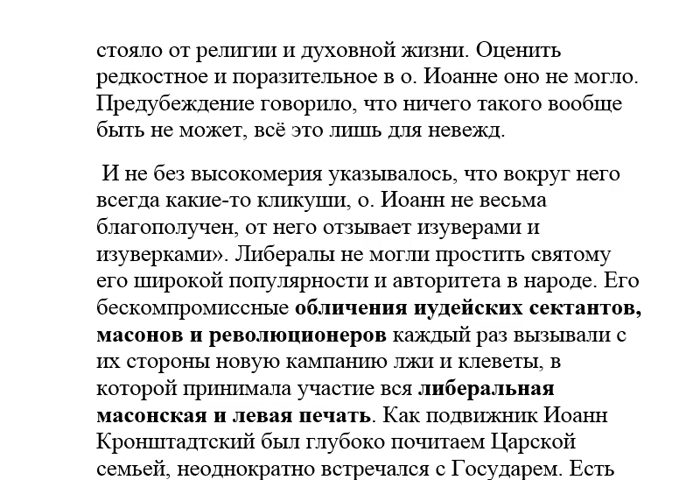 стояло от религии и духовной жизни. Оценить
редкостное и поразительное в о. Иоанне оно не могло.
Предубеждение говорило, что ничего такого вообще
быть не может, всё это лишь для невежд.
И не без высокомерия указывалось, что вокруг него
всегда какие-то кликуши, о. Иоанн не весьма
благополучен, от него отзывает изуверами и
изуверками». Либералы не могли простить святому
его широкой популярности и авторитета в народе. Его
бескомпромиссные обличения иудейских сектантов,
масонов и революционеров каждый раз вызывали с
их стороны новую кампанию лжи и клеветы, в
которой принимала участие вся либеральная
масонская и левая печать. Как подвижник Иоанн
Кронштадтский был глубоко почитаем Царской
семьей, неоднократно встречался с Государем. Есть